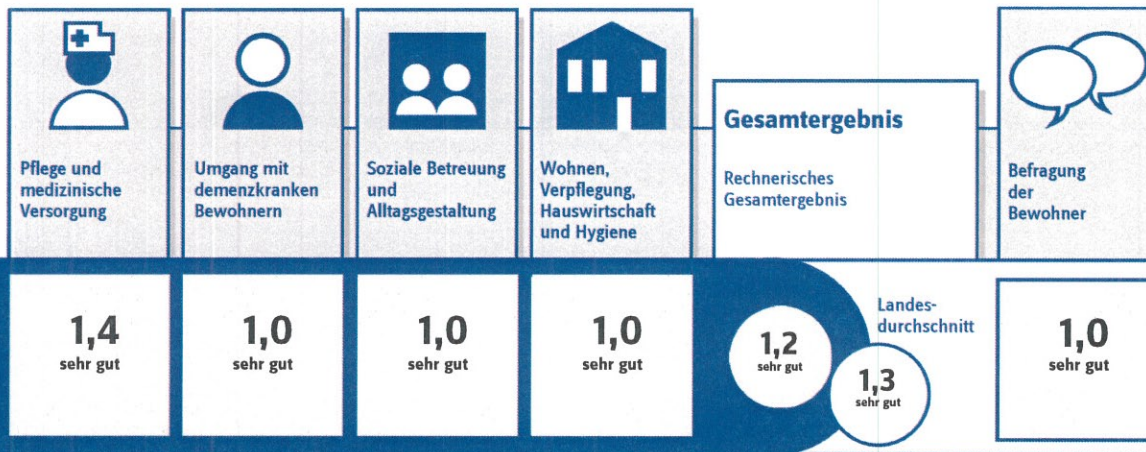 Pflege und
medizinische
Versorgung
Umgang mit
demenzkranken
Bewohnern
Soziale Betreuung
und
Alltagsgestaltung
Wohnen,
Verpflegung,
Hauswirtschaft
und Hygiene
Gesamtergebnis
Rechnerisches
Gesamtergebnis
Befragung
der
Bewohner
1,4
sehr gut
1,0
sehr gut
1,0
sehr gut
1,0
sehr gut
1,2
sehr gut
Landes-
durchschnitt
1,3
sehr gut
1,0
sehr gut